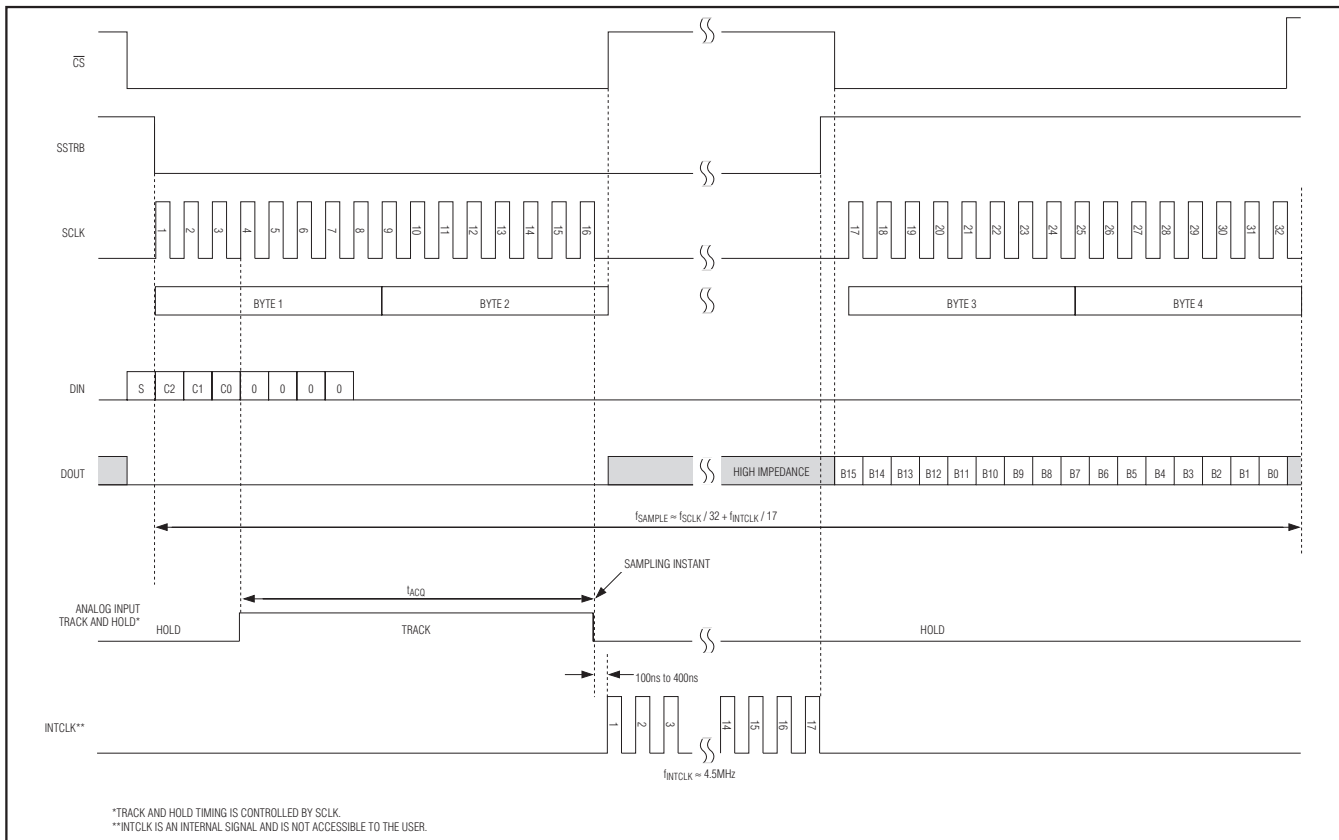 CS
SSTRB
SCLK
1 2 3 4 5 6 7 8 9 10 11 12 13 14 15 16 17 18 19 20 21 22 23 24 25 26 27 28 29 30 31 32
BYTE 1 BYTE 2 BYTE 3 BYTE 4
DIN
S C2 C1 C0 0 0 0 0
DOUT
HIGH IMPEDANCE
B15 B14 B13 B12 B11 B10 B9 B8 B7 B6 B5 B4 B3 B2 B1 B0
fSAMPLE ≈ fSCLK / 32 + fINTCLK / 17
SAMPLING INSTANT
tACQ
ANALOG INPUT
TRACK AND HOLD*
HOLD TRACK HOLD
100ns to 400ns
INTCLK**
1 2 3 14 15 16 17
fINTCLK ≈ 4.5MHz
*TRACK AND HOLD TIMING IS CONTROLLED BY SCLK.
**INTCLK IS AN INTERNAL SIGNAL AND IS NOT ACCESSIBLE TO THE USER.